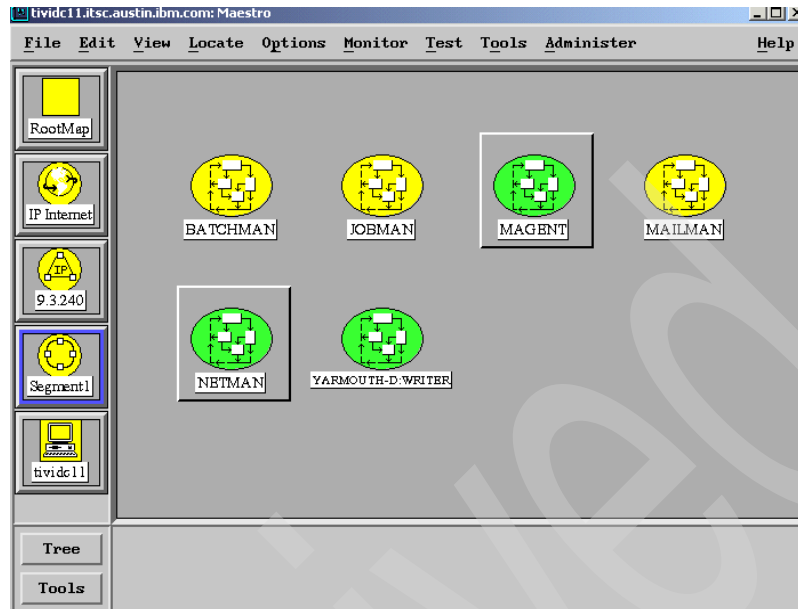 tividc11.itsc.austin.ibm.com: Maestro
File Edit View Locate Options Monitor Test Tools Administer Help
RootMap
IP Internet
IP
9.3.240
Segment1
tividc11
BATCHMAN JOBMAN MAGENT MAILMAN
NETMAN YARMOUTH-D:WRITER
Tree
Tools